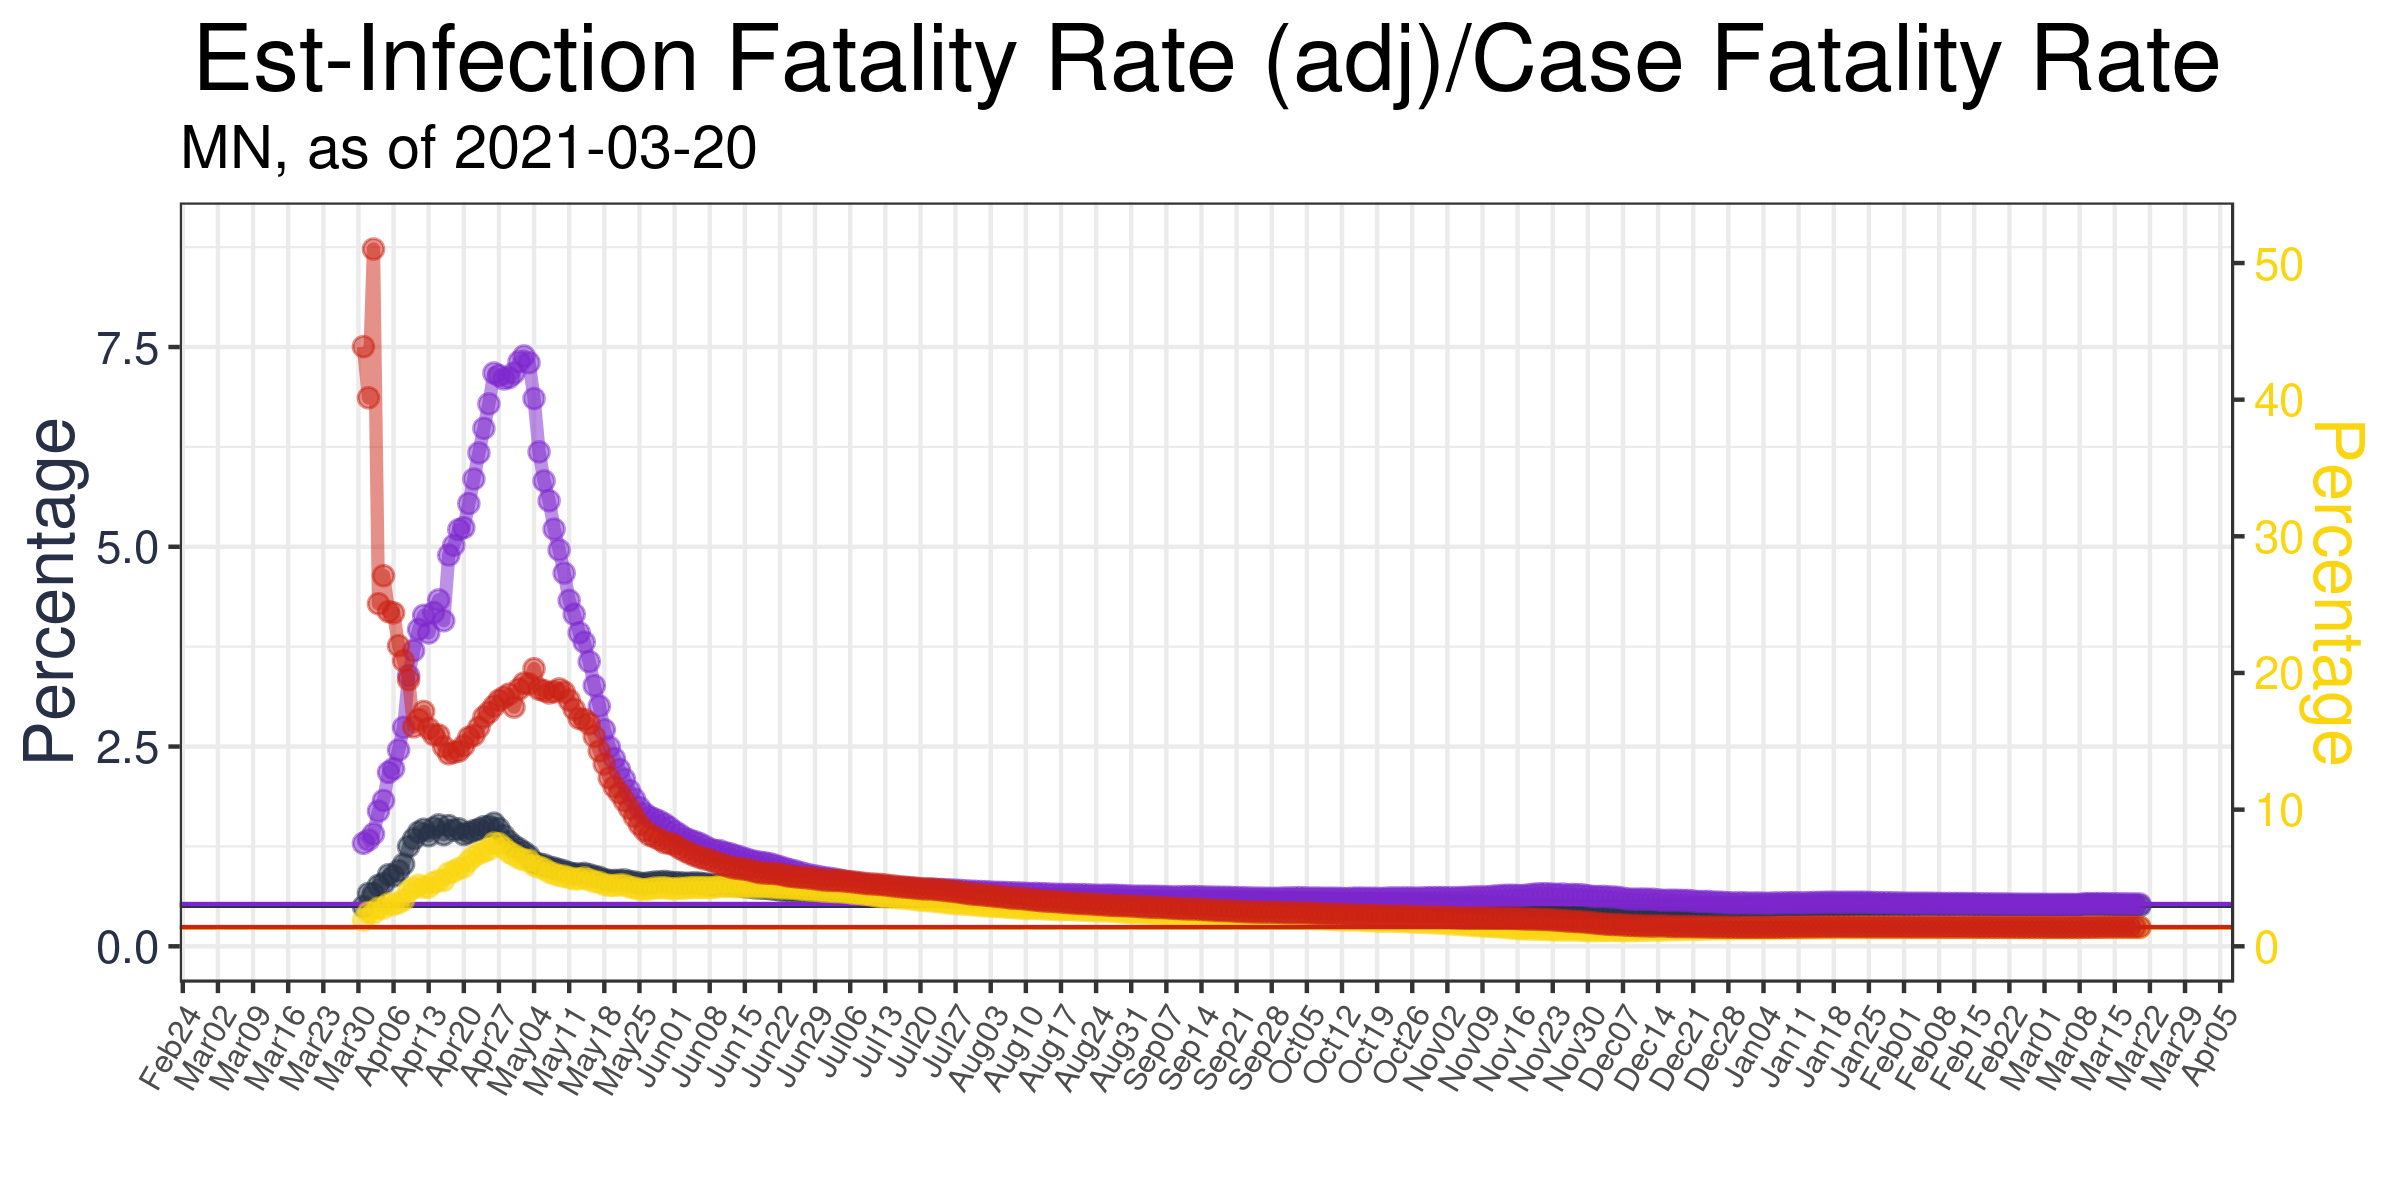 Est-Infection Fatality Rate (adj)/Case Fatality Rate
MN, as of 2021-03-20
Percentage
7.5
5.0
2.5
0.0
50
40
30
20
10
0
Percentage
Feb24
Mar02
Mar09
Mar16
Mar23
Mar30
Apr06
Apr13
Apr20
Apr27
May04
May11
May18
May25
Jun01
Jun08
Jun15
Jun22
Jun29
Jul06
Jul13
Jul20
Jul27
Aug03
Aug10
Aug17
Aug24
Aug31
Sep07
Sep14
Sep21
Sep28
Oct05
Oct12
Oct19
Oct26
Nov02
Nov09
Nov16
Nov23
Nov30
Dec07
Dec14
Dec21
Dec28
Jan04
Jan11
Jan18
Jan25
Feb01
Feb08
Feb15
Feb22
Mar01
Mar08
Mar15
Mar22
Mar29
Apr05